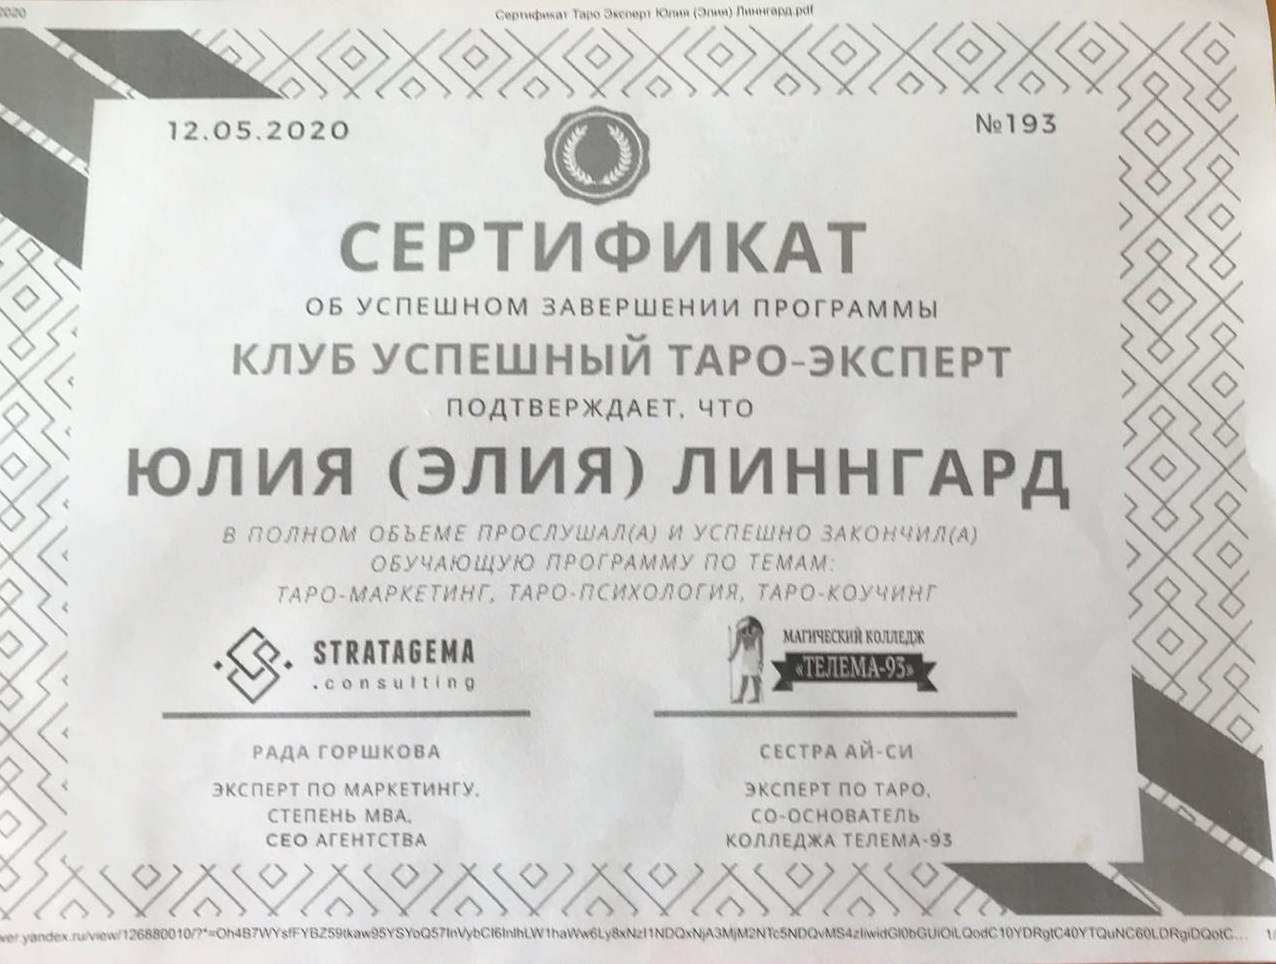 2020
Сертификат Таро Эксперт Юлия (Элия) Линнгард.pdf
12.05.2020
№193
СЕРТИФИКАТ
ОБ УСПЕШНОМ ЗАВЕРШЕНИИ ПРОГРАММЫ
КЛУБ УСПЕШНЫЙ ТАРО-ЭКСПЕРТ
ПОДТВЕРЖДАЕТ, ЧТО
ЮЛИЯ (ЭЛИЯ) ЛИННГАРД
В ПОЛНОМ ОБЪЕМЕ ПРОСЛУШАЛ(А) И УСПЕШНО ЗАКОНЧИЛ(А)
ОБУЧАЮЩУЮ ПРОГРАММУ ПО ТЕМАМ:
ТАРО-МАРКЕТИНГ, ТАРО-ПСИХОЛОГИЯ, ТАРО-КОУЧИНГ
STRATAGEMA
.consulting
МАГИЧЕСКИЙ КОЛЛЕДЖ
«ТЕЛЕМА-93»
РАДА ГОРШКОВА
ЭКСПЕРТ ПО МАРКЕТИНГУ,
СТЕПЕНЬ МВА,
СЕО АГЕНТСТВА
СЕСТРА АЙ-СИ
ЭКСПЕРТ ПО ТАРО,
СО-ОСНОВАТЕЛЬ
КОЛЛЕДЖА ТЕЛЕМА-93